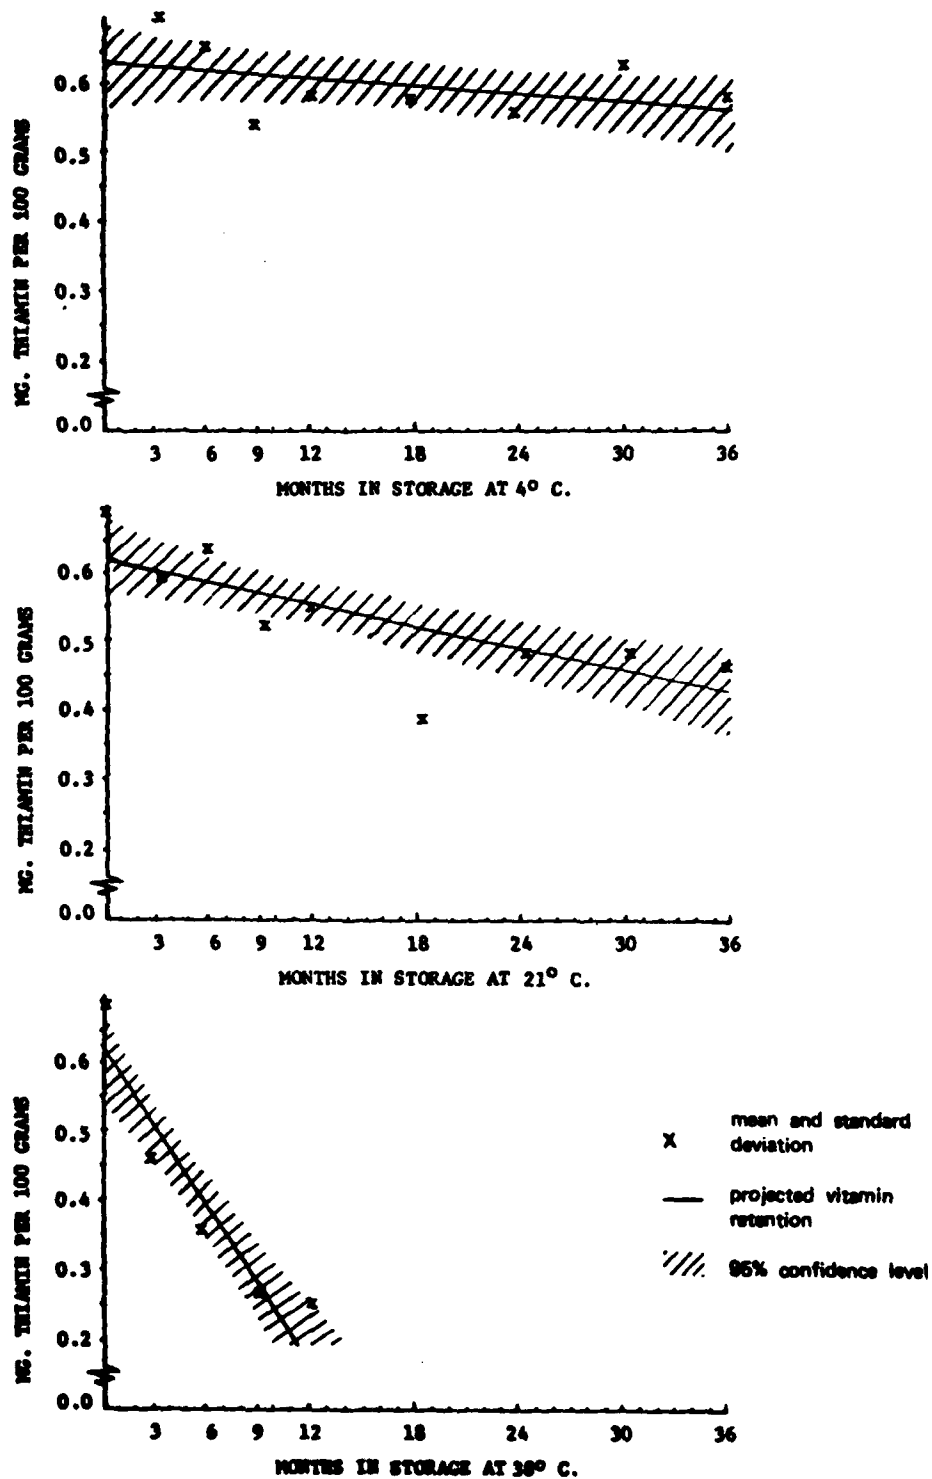 MG. THIAMIN PER 100 GRAMS
0.6
0.5
0.4
0.3
0.2
0.0
3 6 9 12 18 24 30 36
MONTHS IN STORAGE AT 4° C.
MG. THIAMIN PER 100 GRAMS
0.6
0.5
0.4
0.3
0.2
0.0
3 6 9 12 18 24 30 36
MONTHS IN STORAGE AT 21° C.
MG. THIAMIN PER 100 GRAMS
0.6
0.5
0.4
0.3
0.2
0.0
3 6 9 12 18 24 30 36
MONTHS IN STORAGE AT 38° C.
x mean and standard
deviation
projected vitamin
retention
95% confidence level